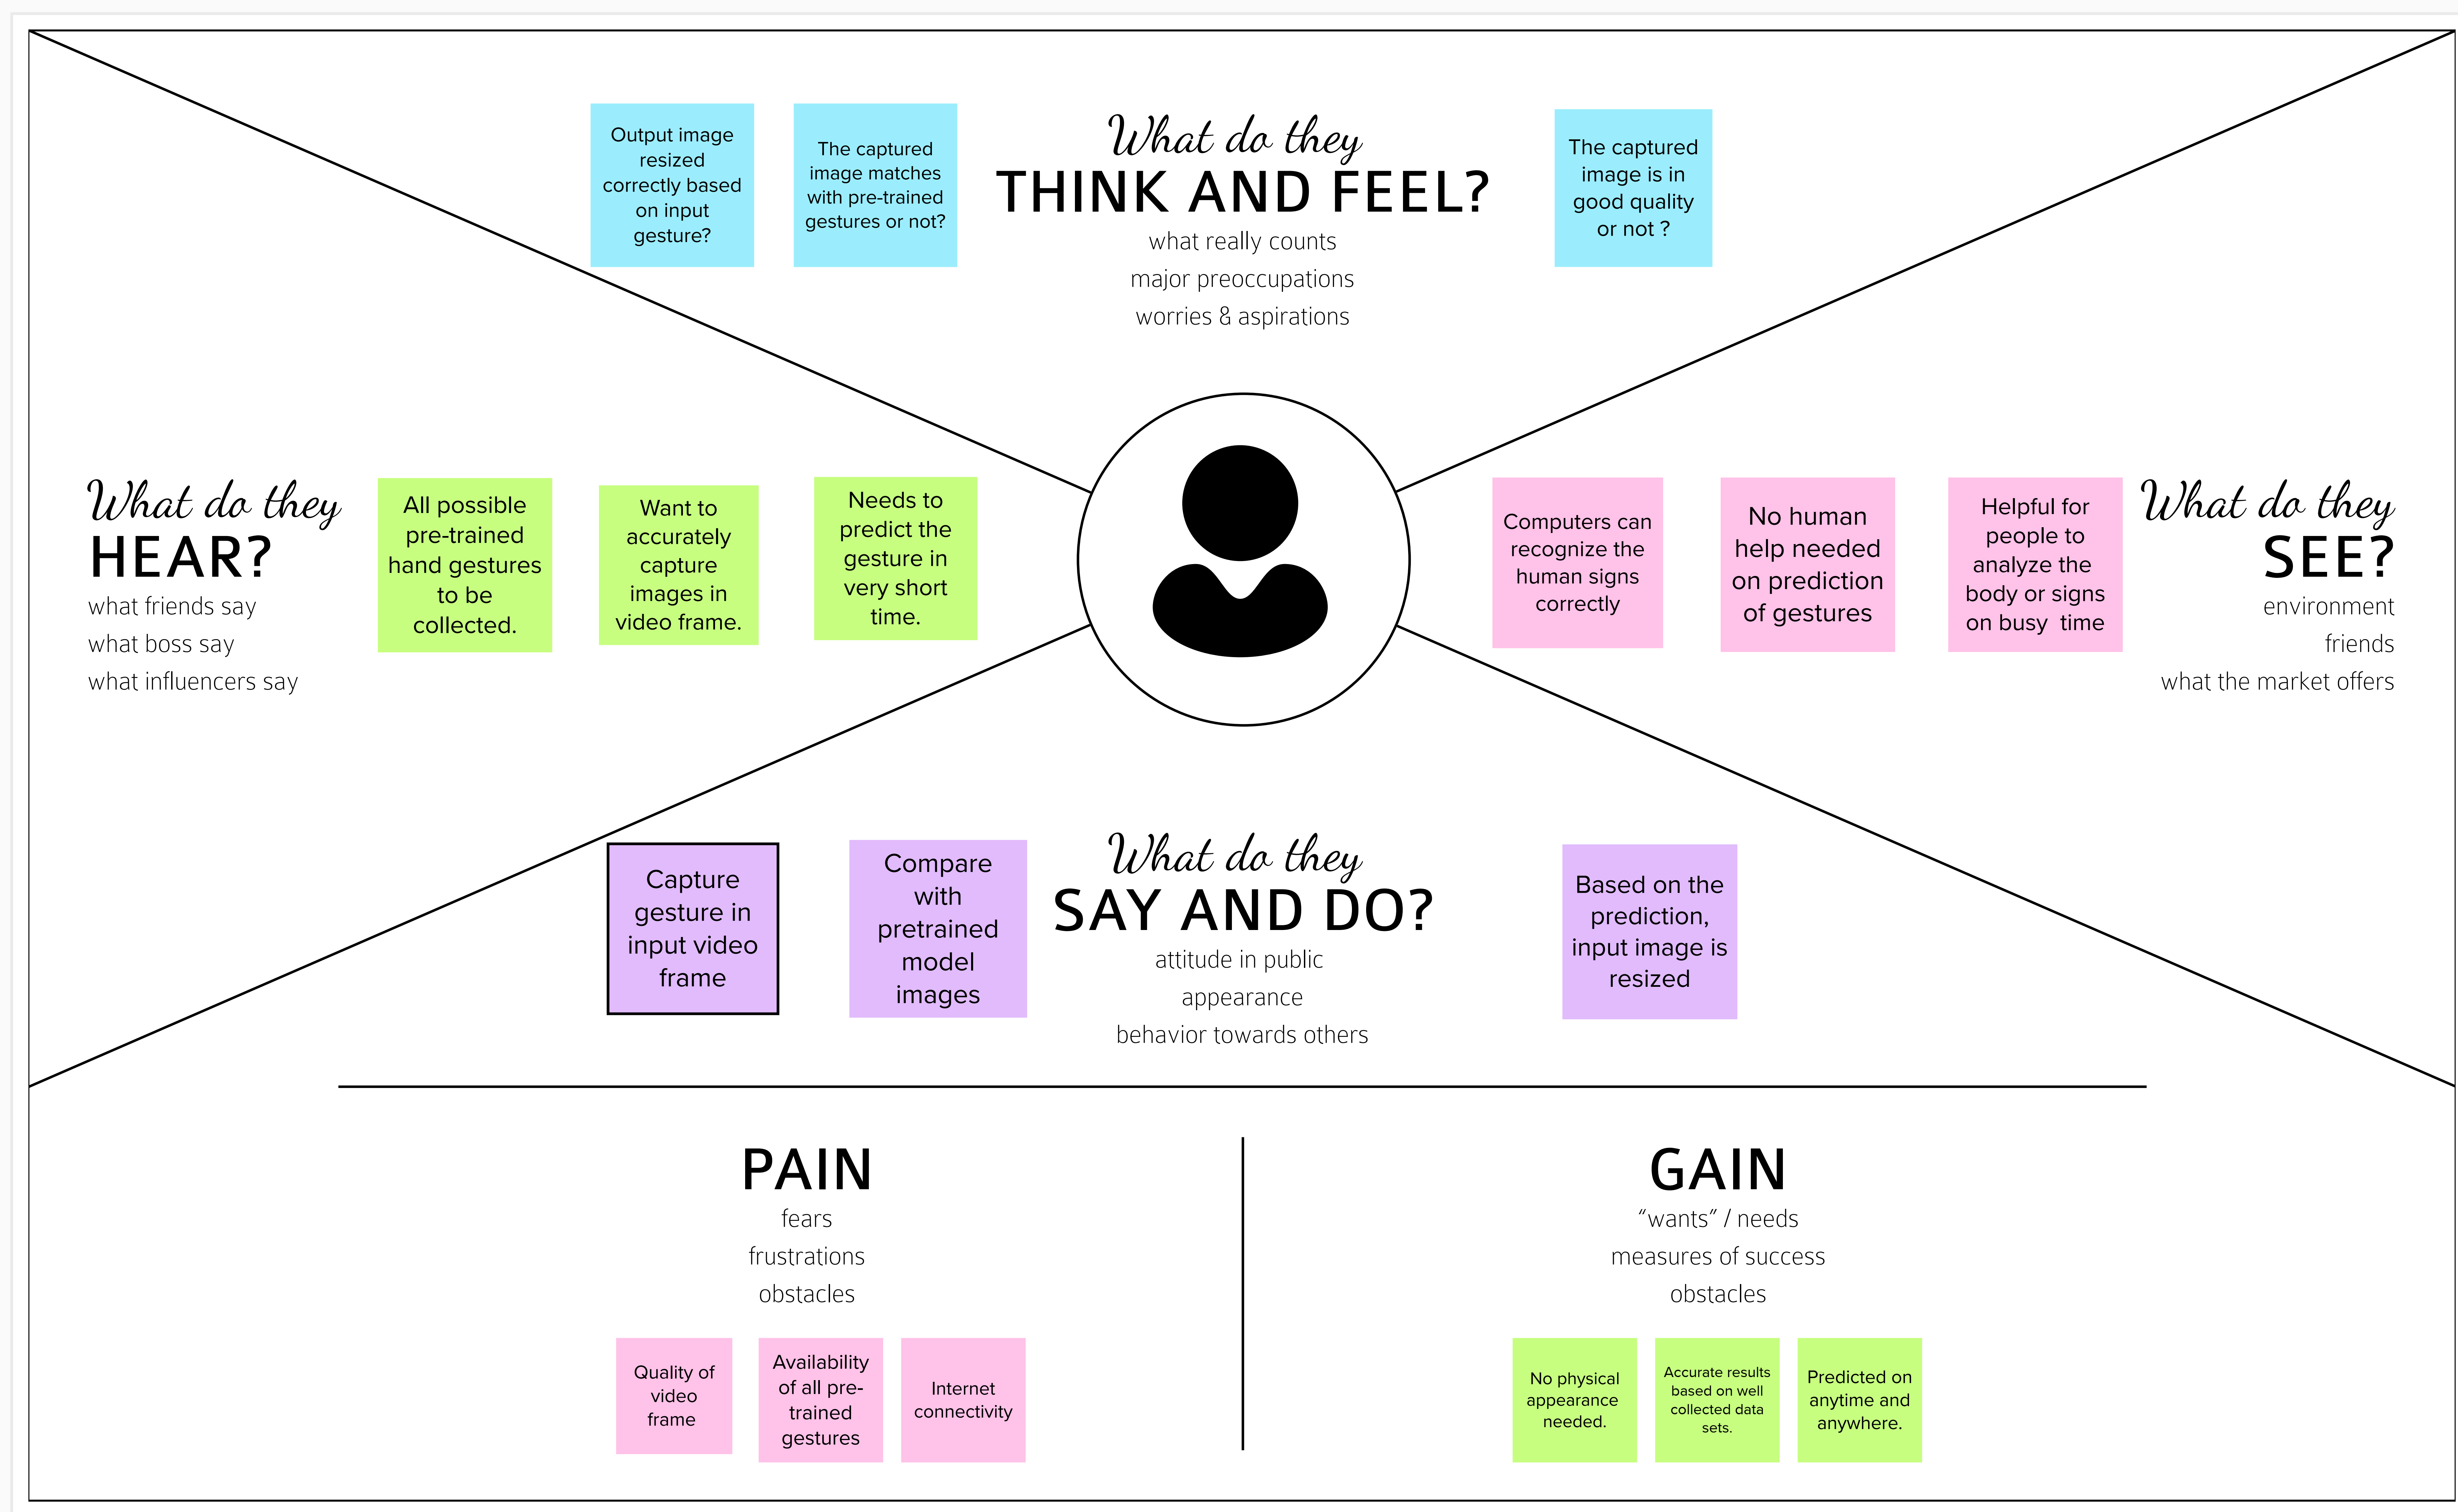 What do they
THINK AND FEEL?
what really counts
major preoccupations
worries & aspirations
Output image
resized
correctly based
on input
gesture?
The captured
image matches
with pre-trained
gestures or not?
The captured
image is in
good quality
or not ?
What do they
HEAR?
what friends say
what boss say
what influencers say
All possible
pre-trained
hand gestures
to be
collected.
Want to
accurately
capture
images in
video frame.
Needs to
predict the
gesture in
very short
time.
Computers can
recognize the
human signs
correctly
No human
help needed
on prediction
of gestures
Helpful for
people to
analyze the
body or signs
on busy  time
What do they
SEE?
environment
friends
what the market offers
Capture
gesture in
input video
frame
Compare
with
pretrained
model
images
What do they
SAY AND DO?
attitude in public
appearance
behavior towards others
Based on the
prediction,
input image is
resized
PAIN
fears
frustrations
obstacles
Quality of
video
frame
Availability
of all pre-
trained
gestures
Internet
connectivity
GAIN
“wants” / needs
measures of success
obstacles
No physical
appearance
needed.
Accurate results
based on well
collected data
sets.
Predicted on
anytime and
anywhere.